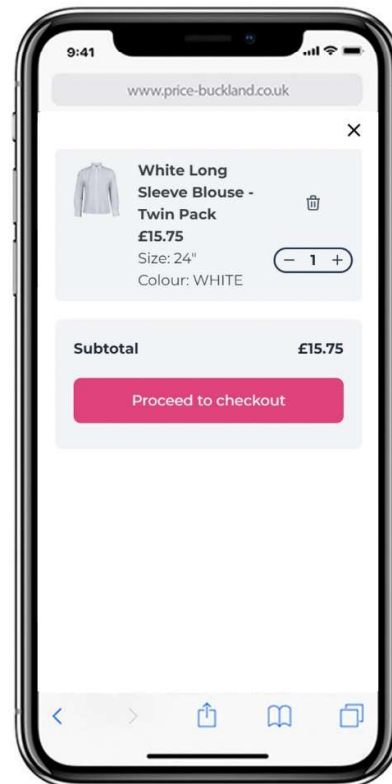 9:41
www.price-buckland.co.uk
White Long
Sleeve Blouse -
Twin Pack
£15.75
Size: 24"
Colour: WHITE
− 1 +
Subtotal £15.75
Proceed to checkout